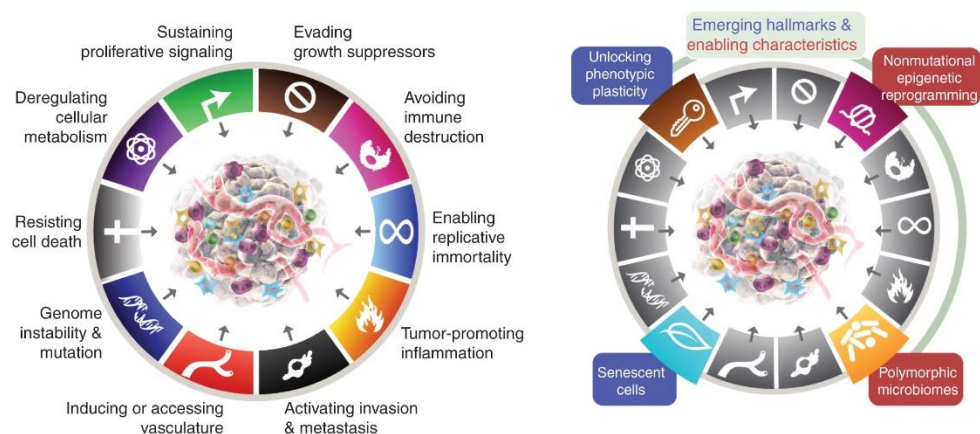 Sustaining
proliferative signaling
Evading
growth suppressors
Deregulating
cellular
metabolism
Avoiding
immune
destruction
Resisting
cell death
Enabling
replicative
immortality
Genome
instability &
mutation
Tumor-promoting
inflammation
Inducing or accessing
vasculature
Activating invasion
& metastasis
Emerging hallmarks &
enabling characteristics
Unlocking
phenotypic
plasticity
Nonmutational
epigenetic
reprogramming
Senescent
cells
Polymorphic
microbiomes